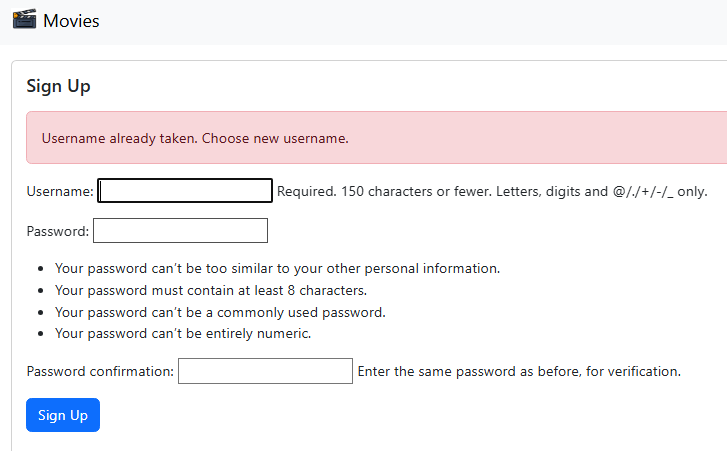 Movies
Sign Up
Username already taken. Choose new username.
Username: Required. 150 characters or fewer. Letters, digits and @/./+/-/_ only.
Password:
• Your password can't be too similar to your other personal information.
• Your password must contain at least 8 characters.
• Your password can't be a commonly used password.
• Your password can't be entirely numeric.
Password confirmation: Enter the same password as before, for verification.
Sign Up